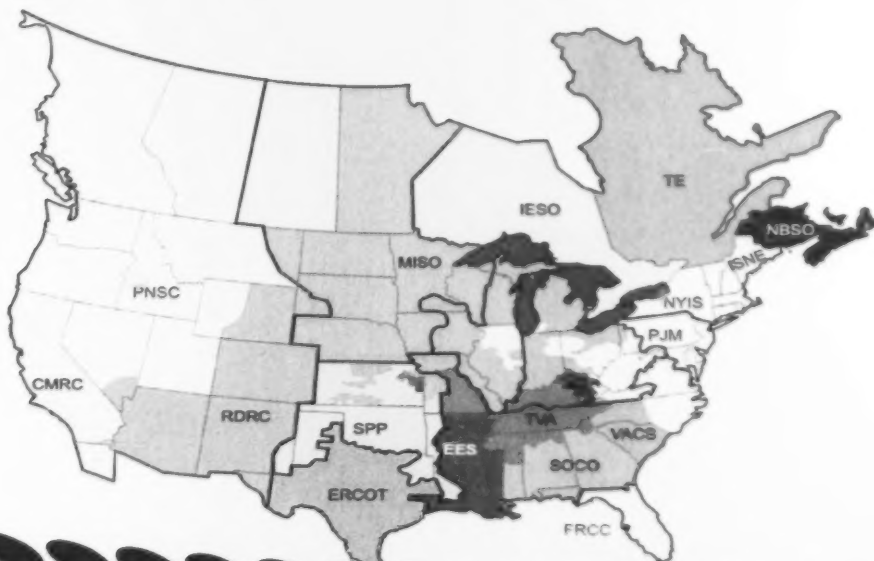 TE
IESO
NBSO
ISNE
MISO
PNSC
NYIS
PJM
CMRC
RDRC
SPP
TVA
VACS
EES
SOCO
ERCOT
FRCC